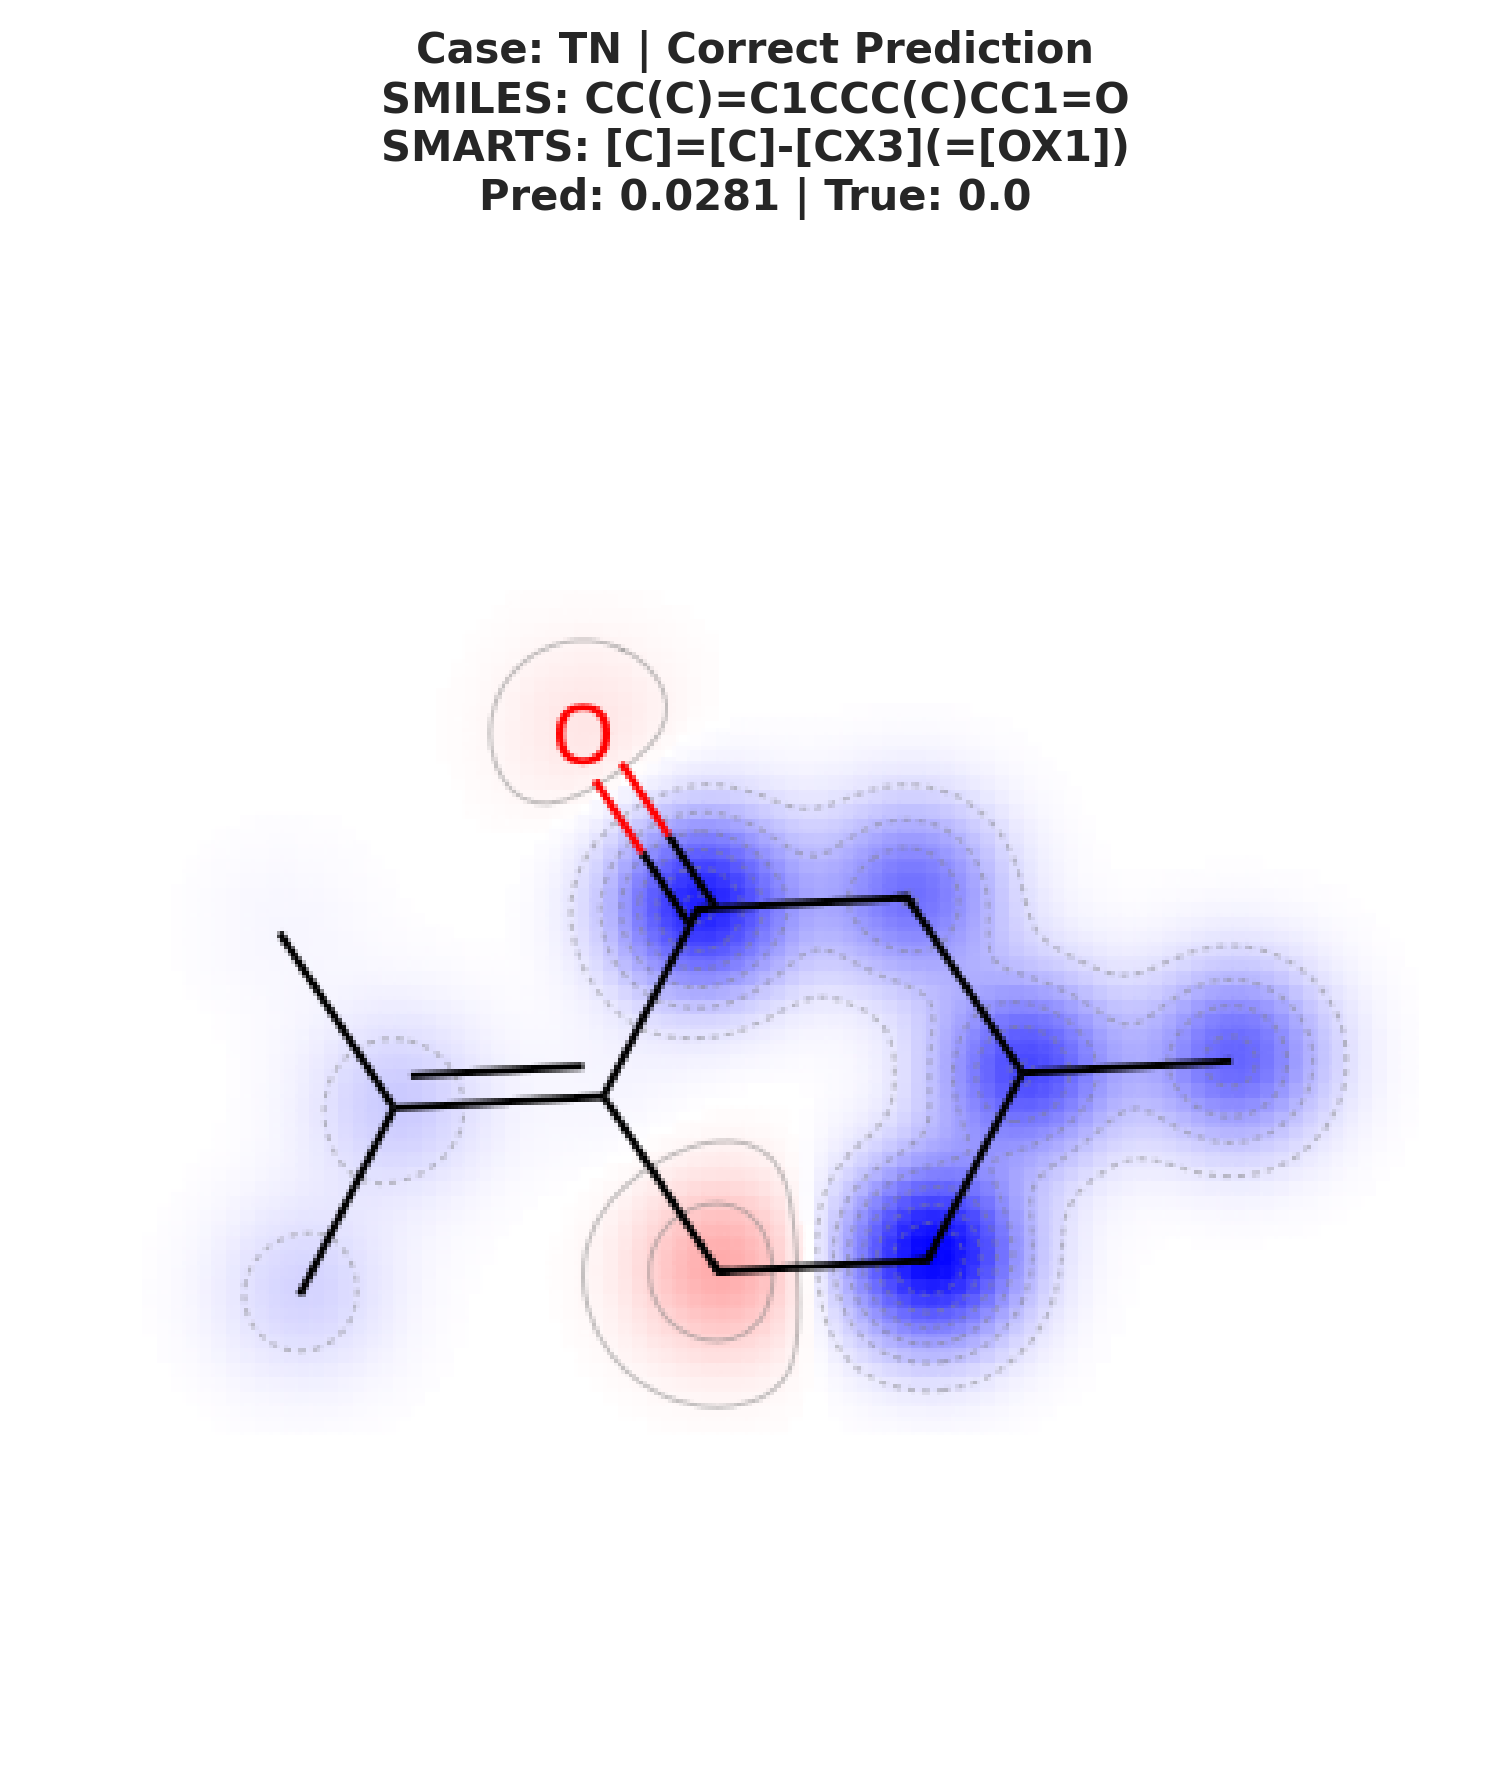 Case: TN | Correct Prediction
SMILES: CC(C)=C1CCC(C)CC1=O
SMARTS: [C]=[C]-[CX3](=[OX1])
Pred: 0.0281 | True: 0.0
O